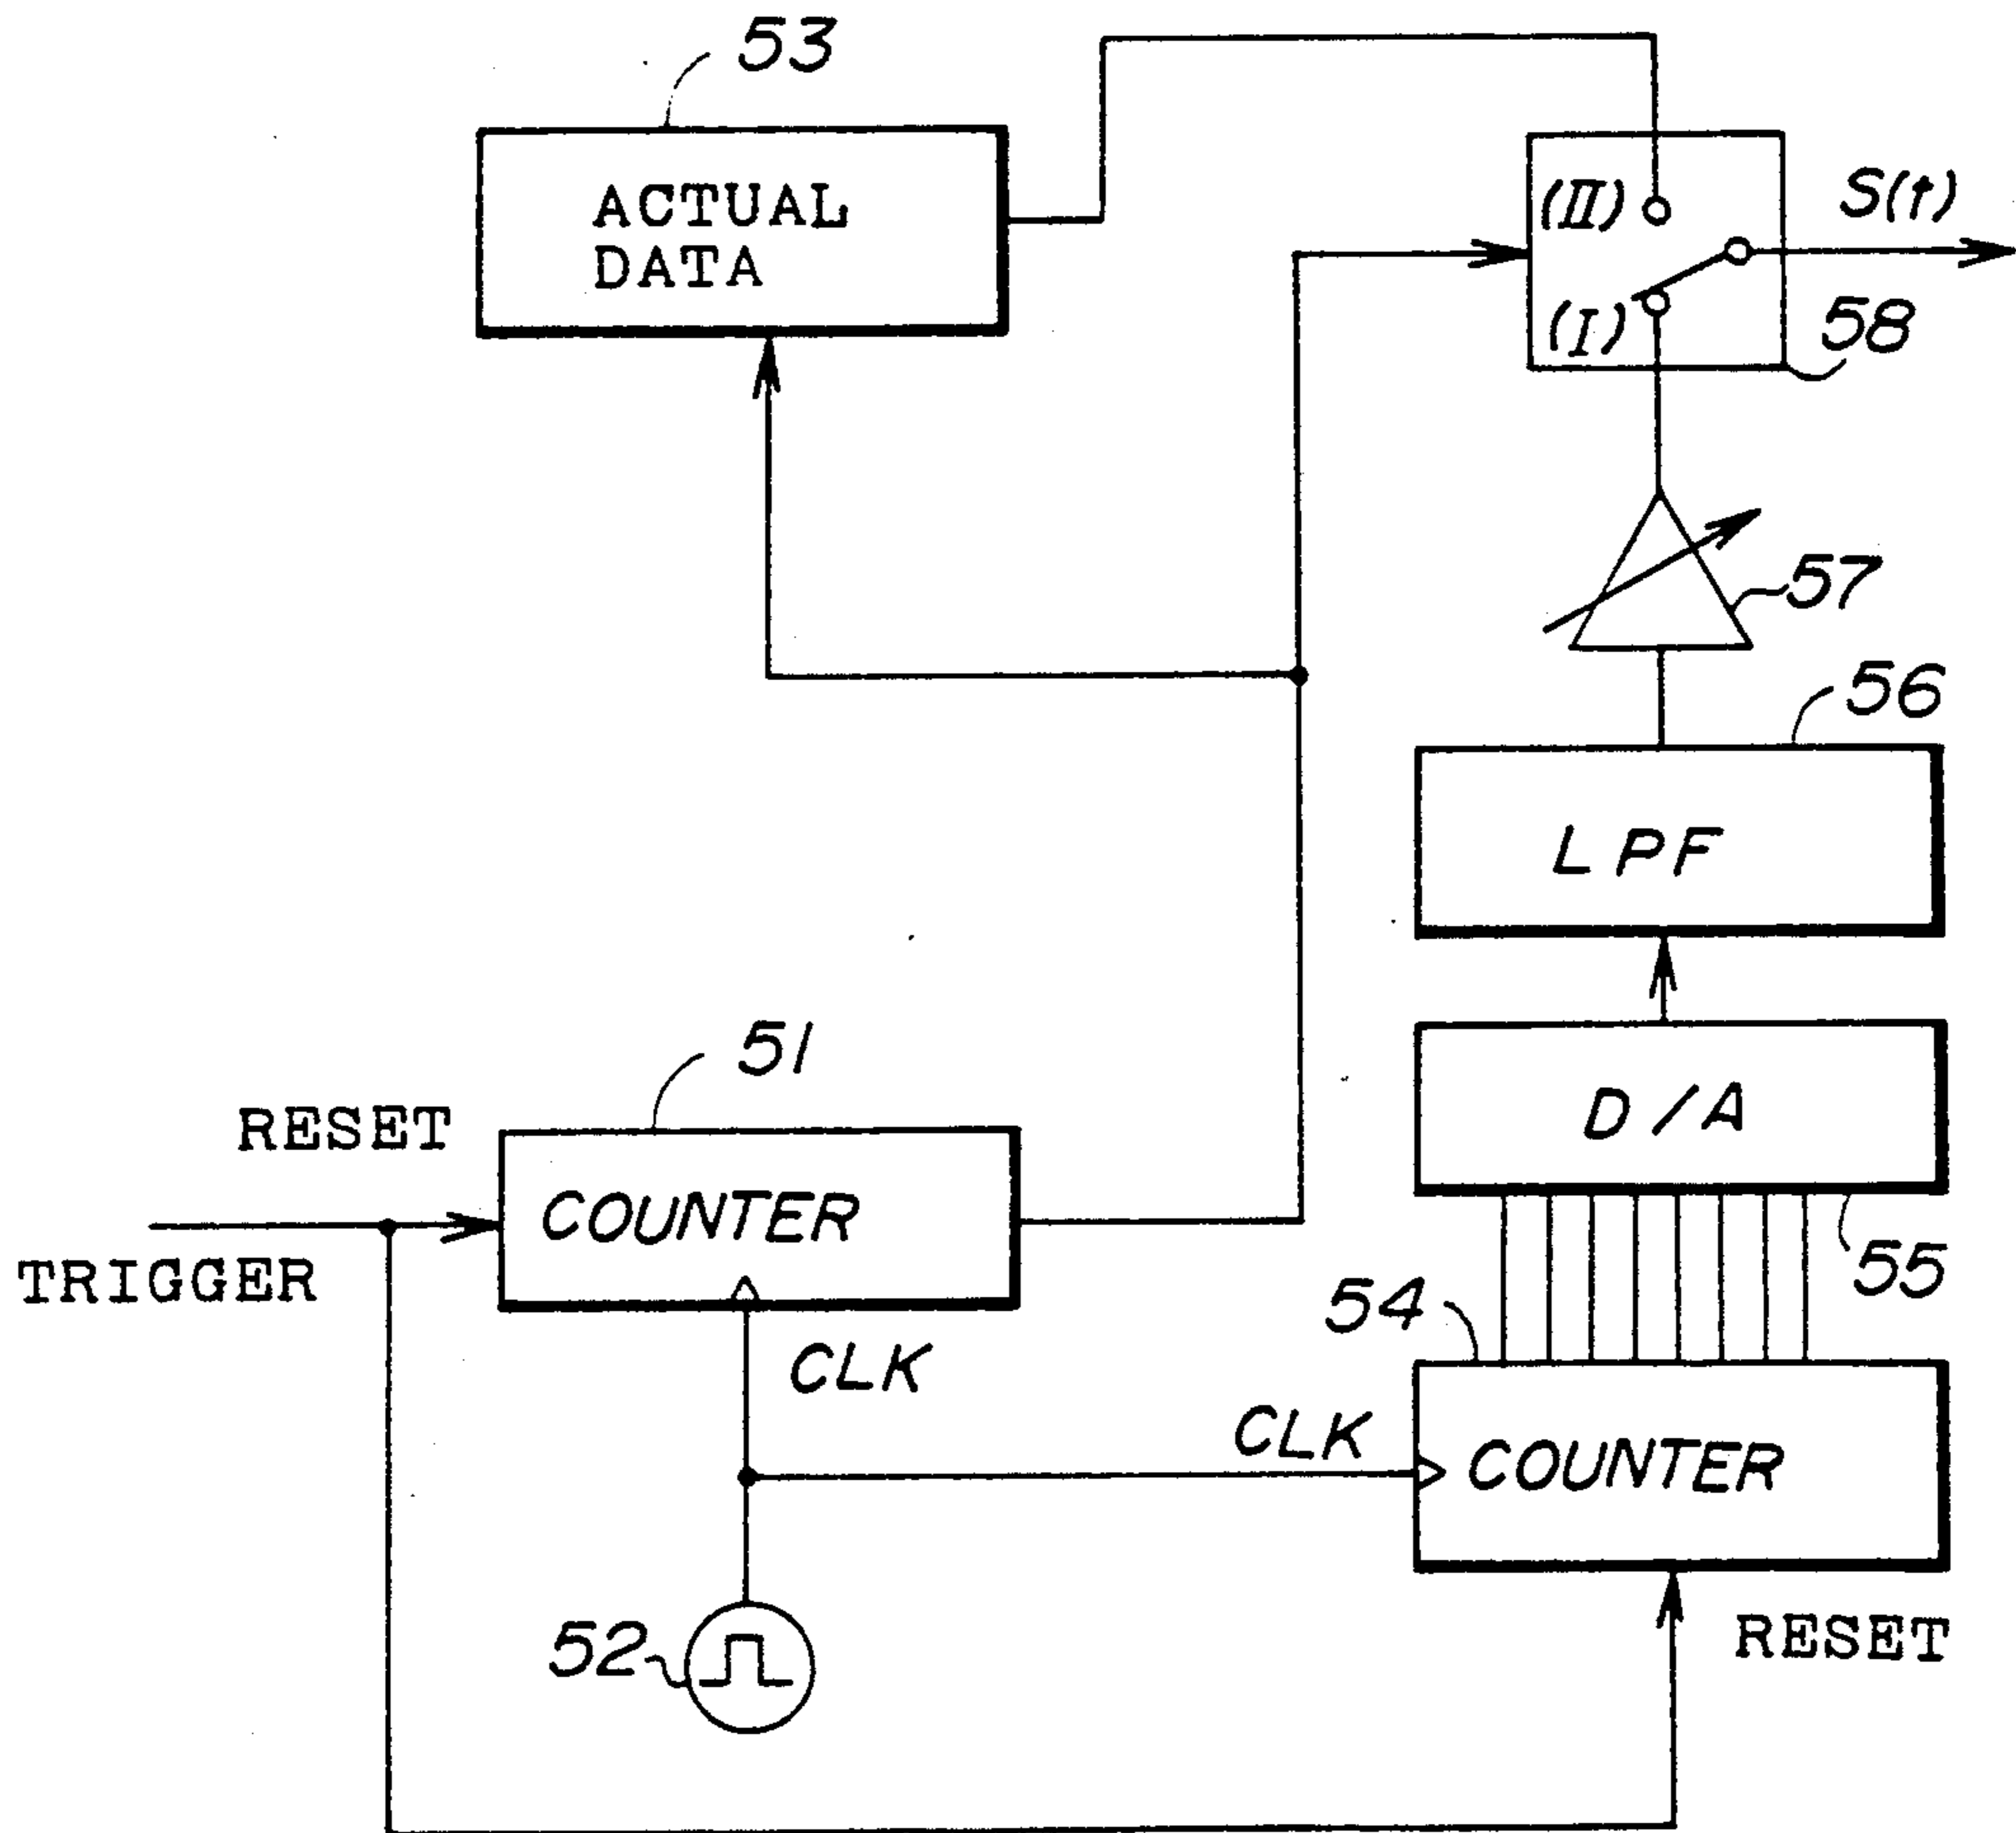 53
ACTUAL
DATA
(II)
S(t)
(I)
58
57
56
LPF
51
D/A
RESET
COUNTER
TRIGGER
55
54
CLK
CLK
COUNTER
52
RESET